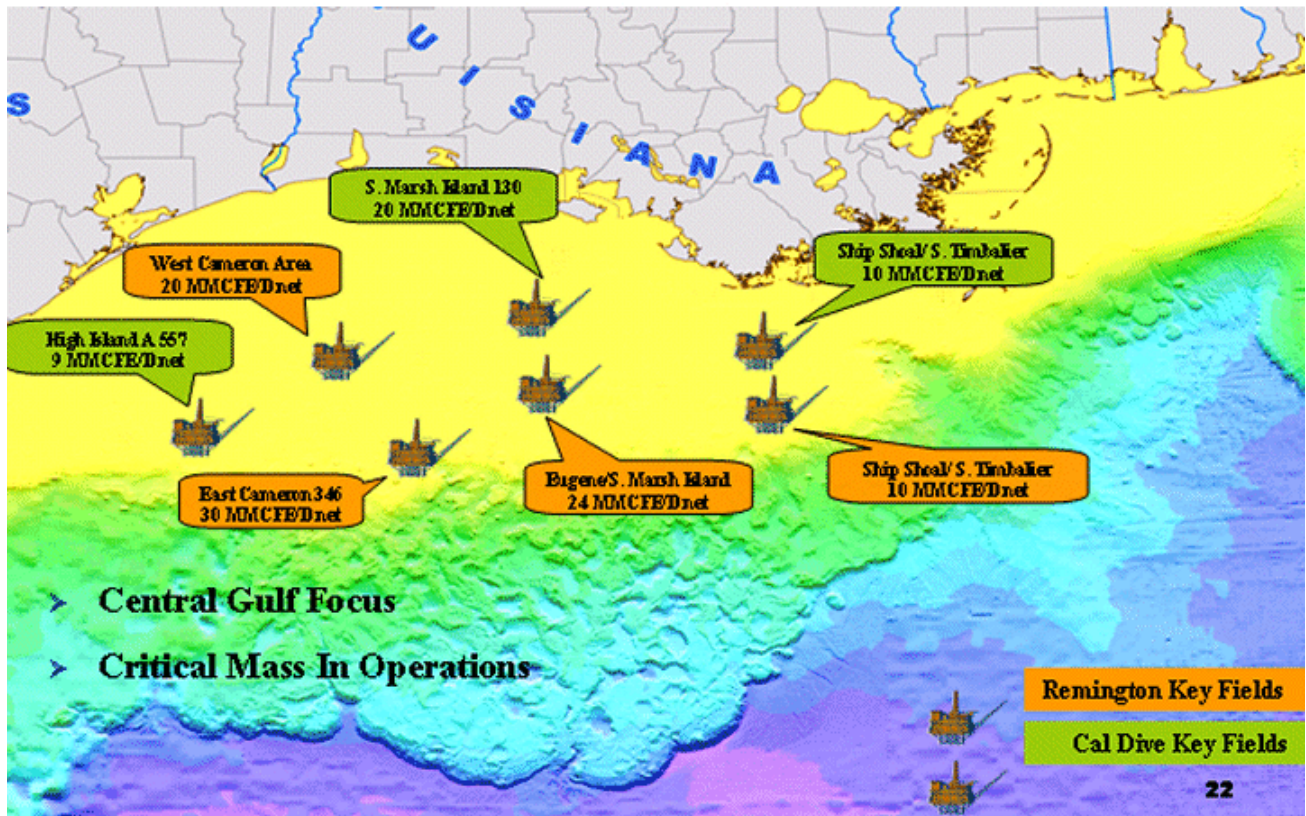 S
UISIANA
S. Marsh Island 130
20 MMCFE/Dnet
West Cameron Area
20 MMCFE/Dnet
Ship Shoal/ S. Timbalier
10 MMCFE/Dnet
High Island A 557
9 MMCFE/Dnet
East Cameron 346
30 MMCFE/Dnet
Eugene/S. Marsh Island
24 MMCFE/Dnet
Ship Shoal/ S. Timbalier
10 MMCFE/Dnet
➢ Central Gulf Focus
➢ Critical Mass In Operations
Remington Key Fields
Cal Dive Key Fields
22